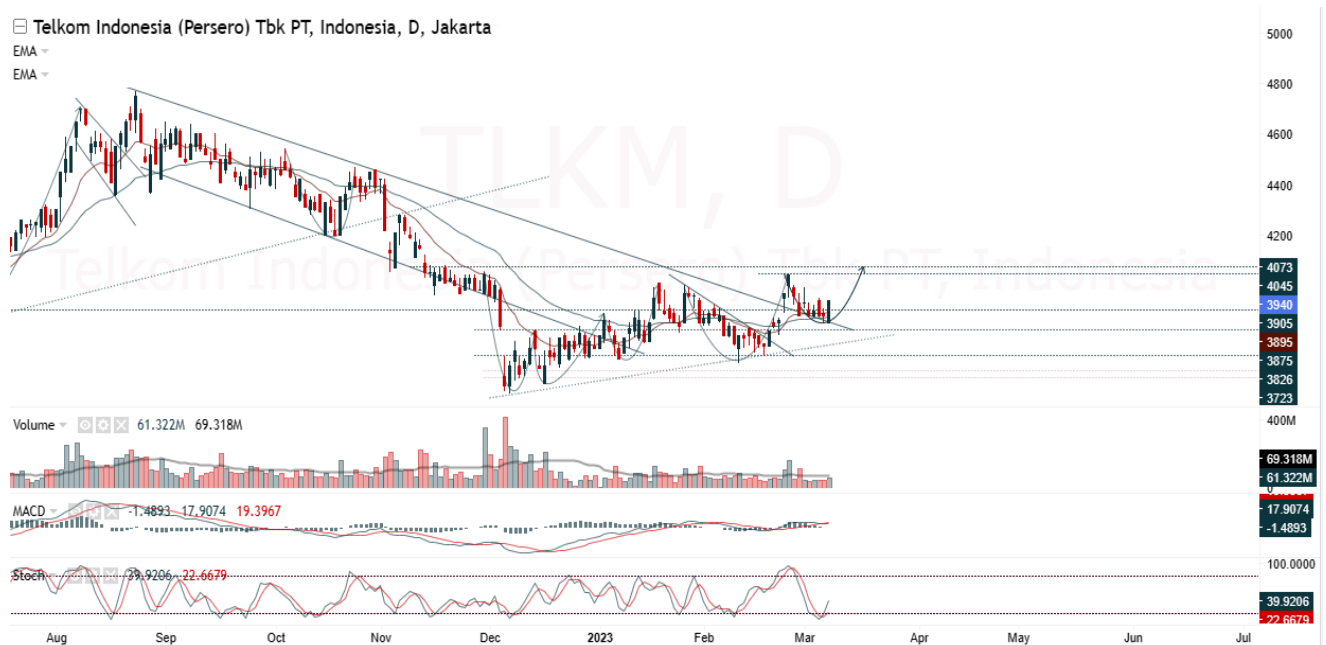 Telkom Indonesia (Persero) Tbk PT, Indonesia, D, Jakarta
EMA
EMA
TLKM, D
Telkom Indonesia (Persero) Tbk PT, Indonesia
5000
4800
4600
4400
4200
4073
4045
3940
3905
3895
3875
3826
3723
Volume 61.322M 69.318M
400M
69.318M
61.322M
0
MACD -1.4893 17.9074 19.3967
17.9074
-1.4893
Stoch 39.9206 22.6679
100.0000
39.9206
22.6679
Aug Sep Oct Nov Dec 2023 Feb Mar Apr May Jun Jul